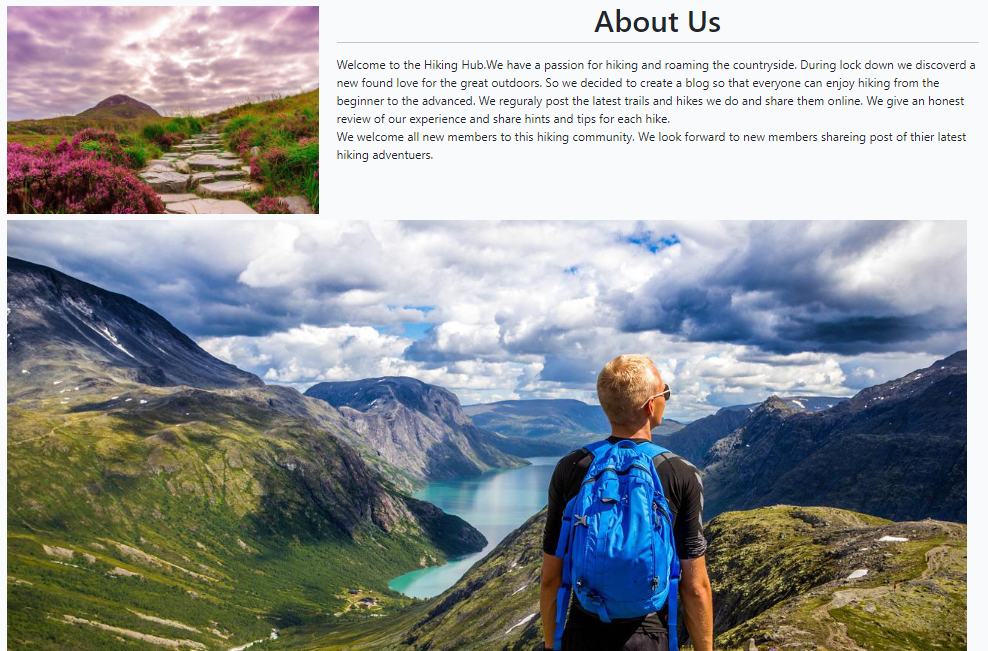 About Us
Welcome to the Hiking Hub.We have a passion for hiking and roaming the countryside. During lock down we discoverd a
new found love for the great outdoors. So we decided to create a blog so that everyone can enjoy hiking from the
beginner to the advanced. We reguraly post the latest trails and hikes we do and share them online. We give an honest
review of our experience and share hints and tips for each hike.
We welcome all new members to this hiking community. We look forward to new members shareing post of thier latest
hiking adventuers.